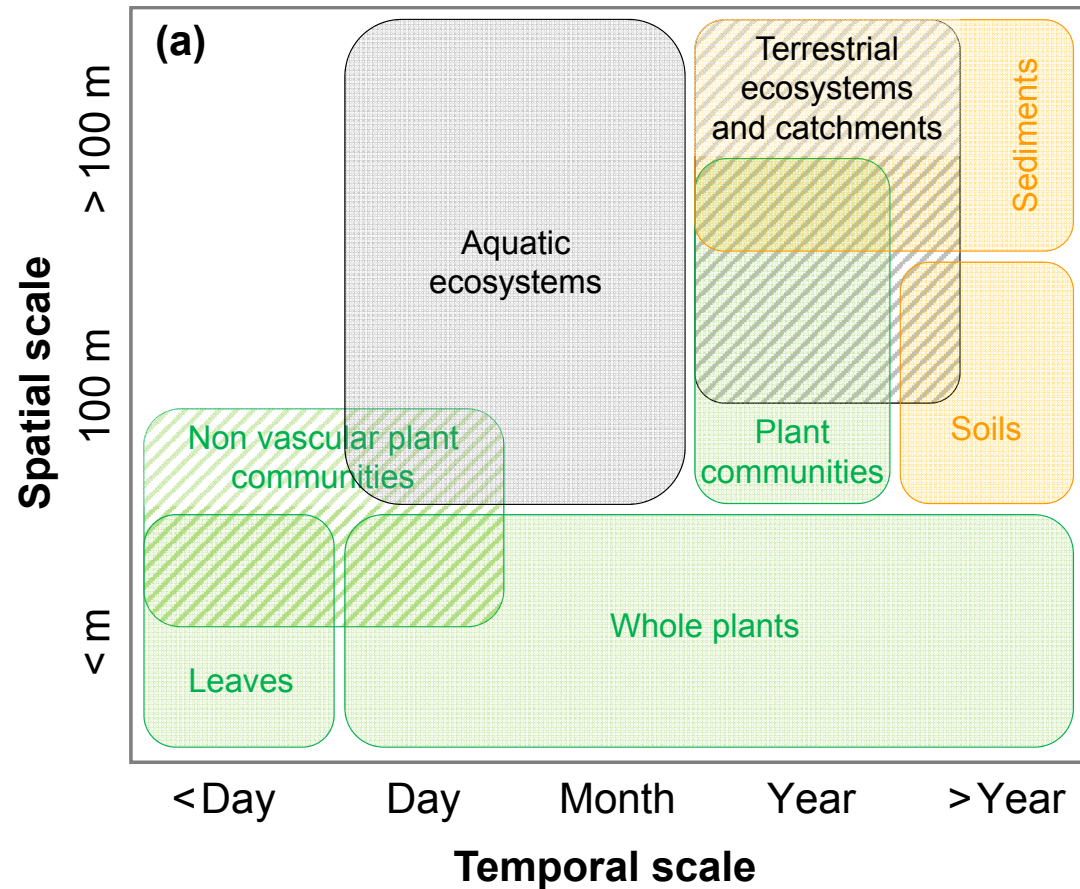 (a)
Terrestrial
ecosystems
and catchments
Sediments
Aquatic
ecosystems
Non vascular plant
communities
Plant
communities
Soils
Whole plants
Leaves
Spatial scale
> 100 m
100 m
< m
< Day
Day
Month
Year
> Year
Temporal scale